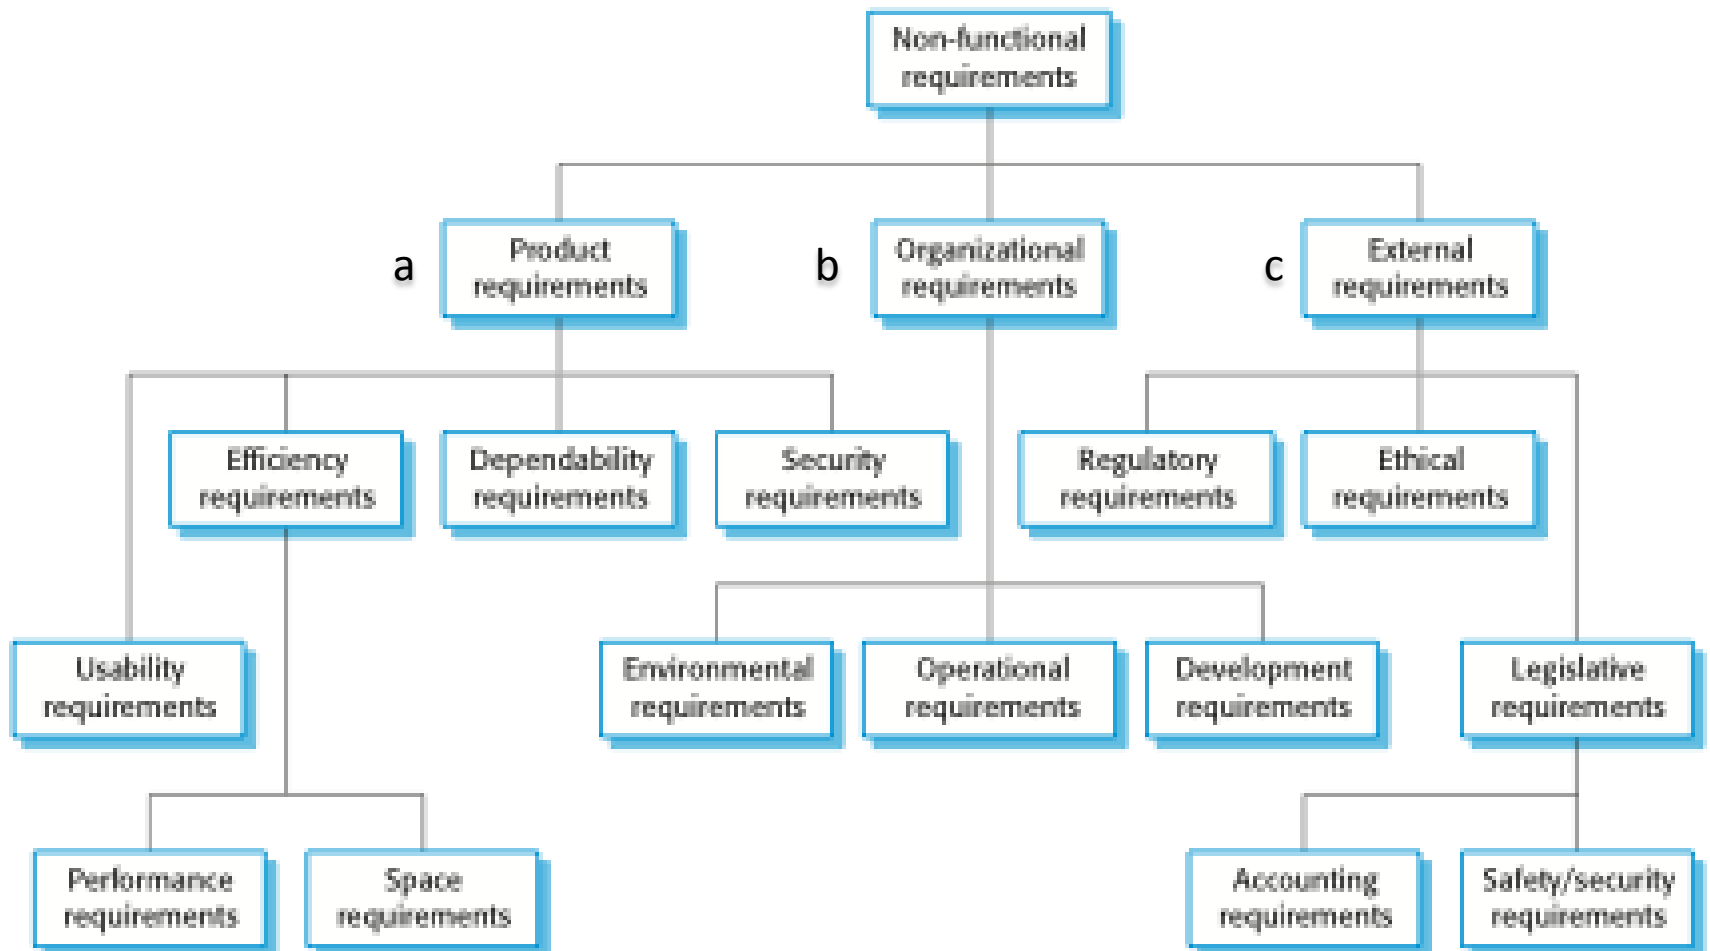 Non-functional
requirements
a
Product
requirements
b
Organizational
requirements
c
External
requirements
Efficiency
requirements
Dependability
requirements
Security
requirements
Regulatory
requirements
Ethical
requirements
Usability
requirements
Environmental
requirements
Operational
requirements
Development
requirements
Legislative
requirements
Performance
requirements
Space
requirements
Accounting
requirements
Safety/security
requirements